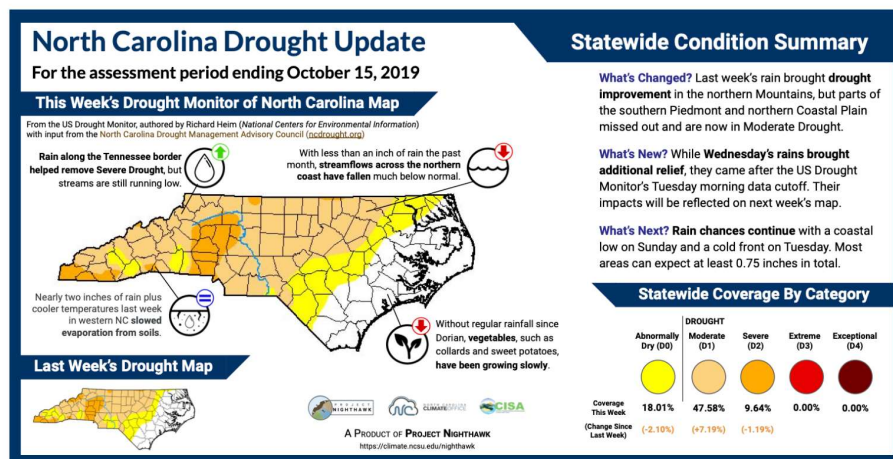 North Carolina Drought Update
For the assessment period ending October 15, 2019
This Week's Drought Monitor of North Carolina Map
From the US Drought Monitor, authored by Richard Heim (National Centers for Environmental Information)
with input from the North Carolina Drought Management Advisory Council (ncdrought.org)
Rain along the Tennessee border
helped remove Severe Drought, but
streams are still running low.
With less than an inch of rain the past
month, streamflows across the northern
coast have fallen much below normal.
Nearly two inches of rain plus
cooler temperatures last week
in western NC slowed
evaporation from soils.
Without regular rainfall since
Dorian, vegetables, such as
collards and sweet potatoes,
have been growing slowly.
Last Week's Drought Map
PROJECT
NIGHTHAWK
NC
NORTH CAROLINA
CLIMATE OFFICE
CISA
A Product of Project Nighthawk
https://climate.ncsu.edu/nighthawk
Statewide Condition Summary
What's Changed? Last week's rain brought drought
improvement in the northern Mountains, but parts of
the southern Piedmont and northern Coastal Plain
missed out and are now in Moderate Drought.
What's New? While Wednesday's rains brought
additional relief, they came after the US Drought
Monitor's Tuesday morning data cutoff. Their
impacts will be reflected on next week's map.
What's Next? Rain chances continue with a coastal
low on Sunday and a cold front on Tuesday. Most
areas can expect at least 0.75 inches in total.
Statewide Coverage By Category
DROUGHT
Abnormally Moderate Severe Extreme Exceptional
Dry (D0) (D1) (D2) (D3) (D4)
Coverage
This Week 18.01% 47.58% 9.64% 0.00% 0.00%
(Change Since
Last Week) (-2.10%) (+7.19%) (-1.19%)